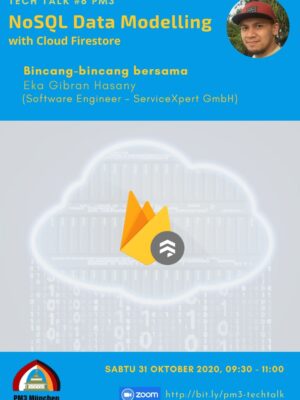 TECH TALK #6 PM3
NoSQL Data Modelling
with Cloud Firestore
Bincang-bincang bersama
Eka Gibran Hasany
(Software Engineer - ServiceXpert GmbH)
SABTU 31 OKTOBER 2020, 09:30 - 11:00
PM3 München
zoom
http://bit.ly/pm3-techtalk